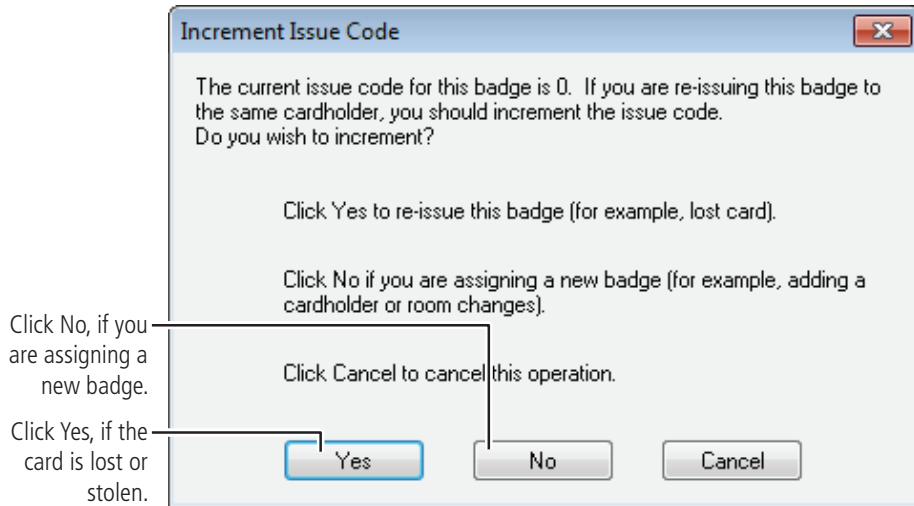 Increment Issue Code
The current issue code for this badge is 0.  If you are re-issuing this badge to
the same cardholder, you should increment the issue code.
Do you wish to increment?
Click Yes to re-issue this badge (for example, lost card).
Click No if you are assigning a new badge (for example, adding a
cardholder or room changes).
Click Cancel to cancel this operation.
Click No, if you
are assigning a
new badge.
Click Yes, if the
card is lost or
stolen.
Yes
No
Cancel